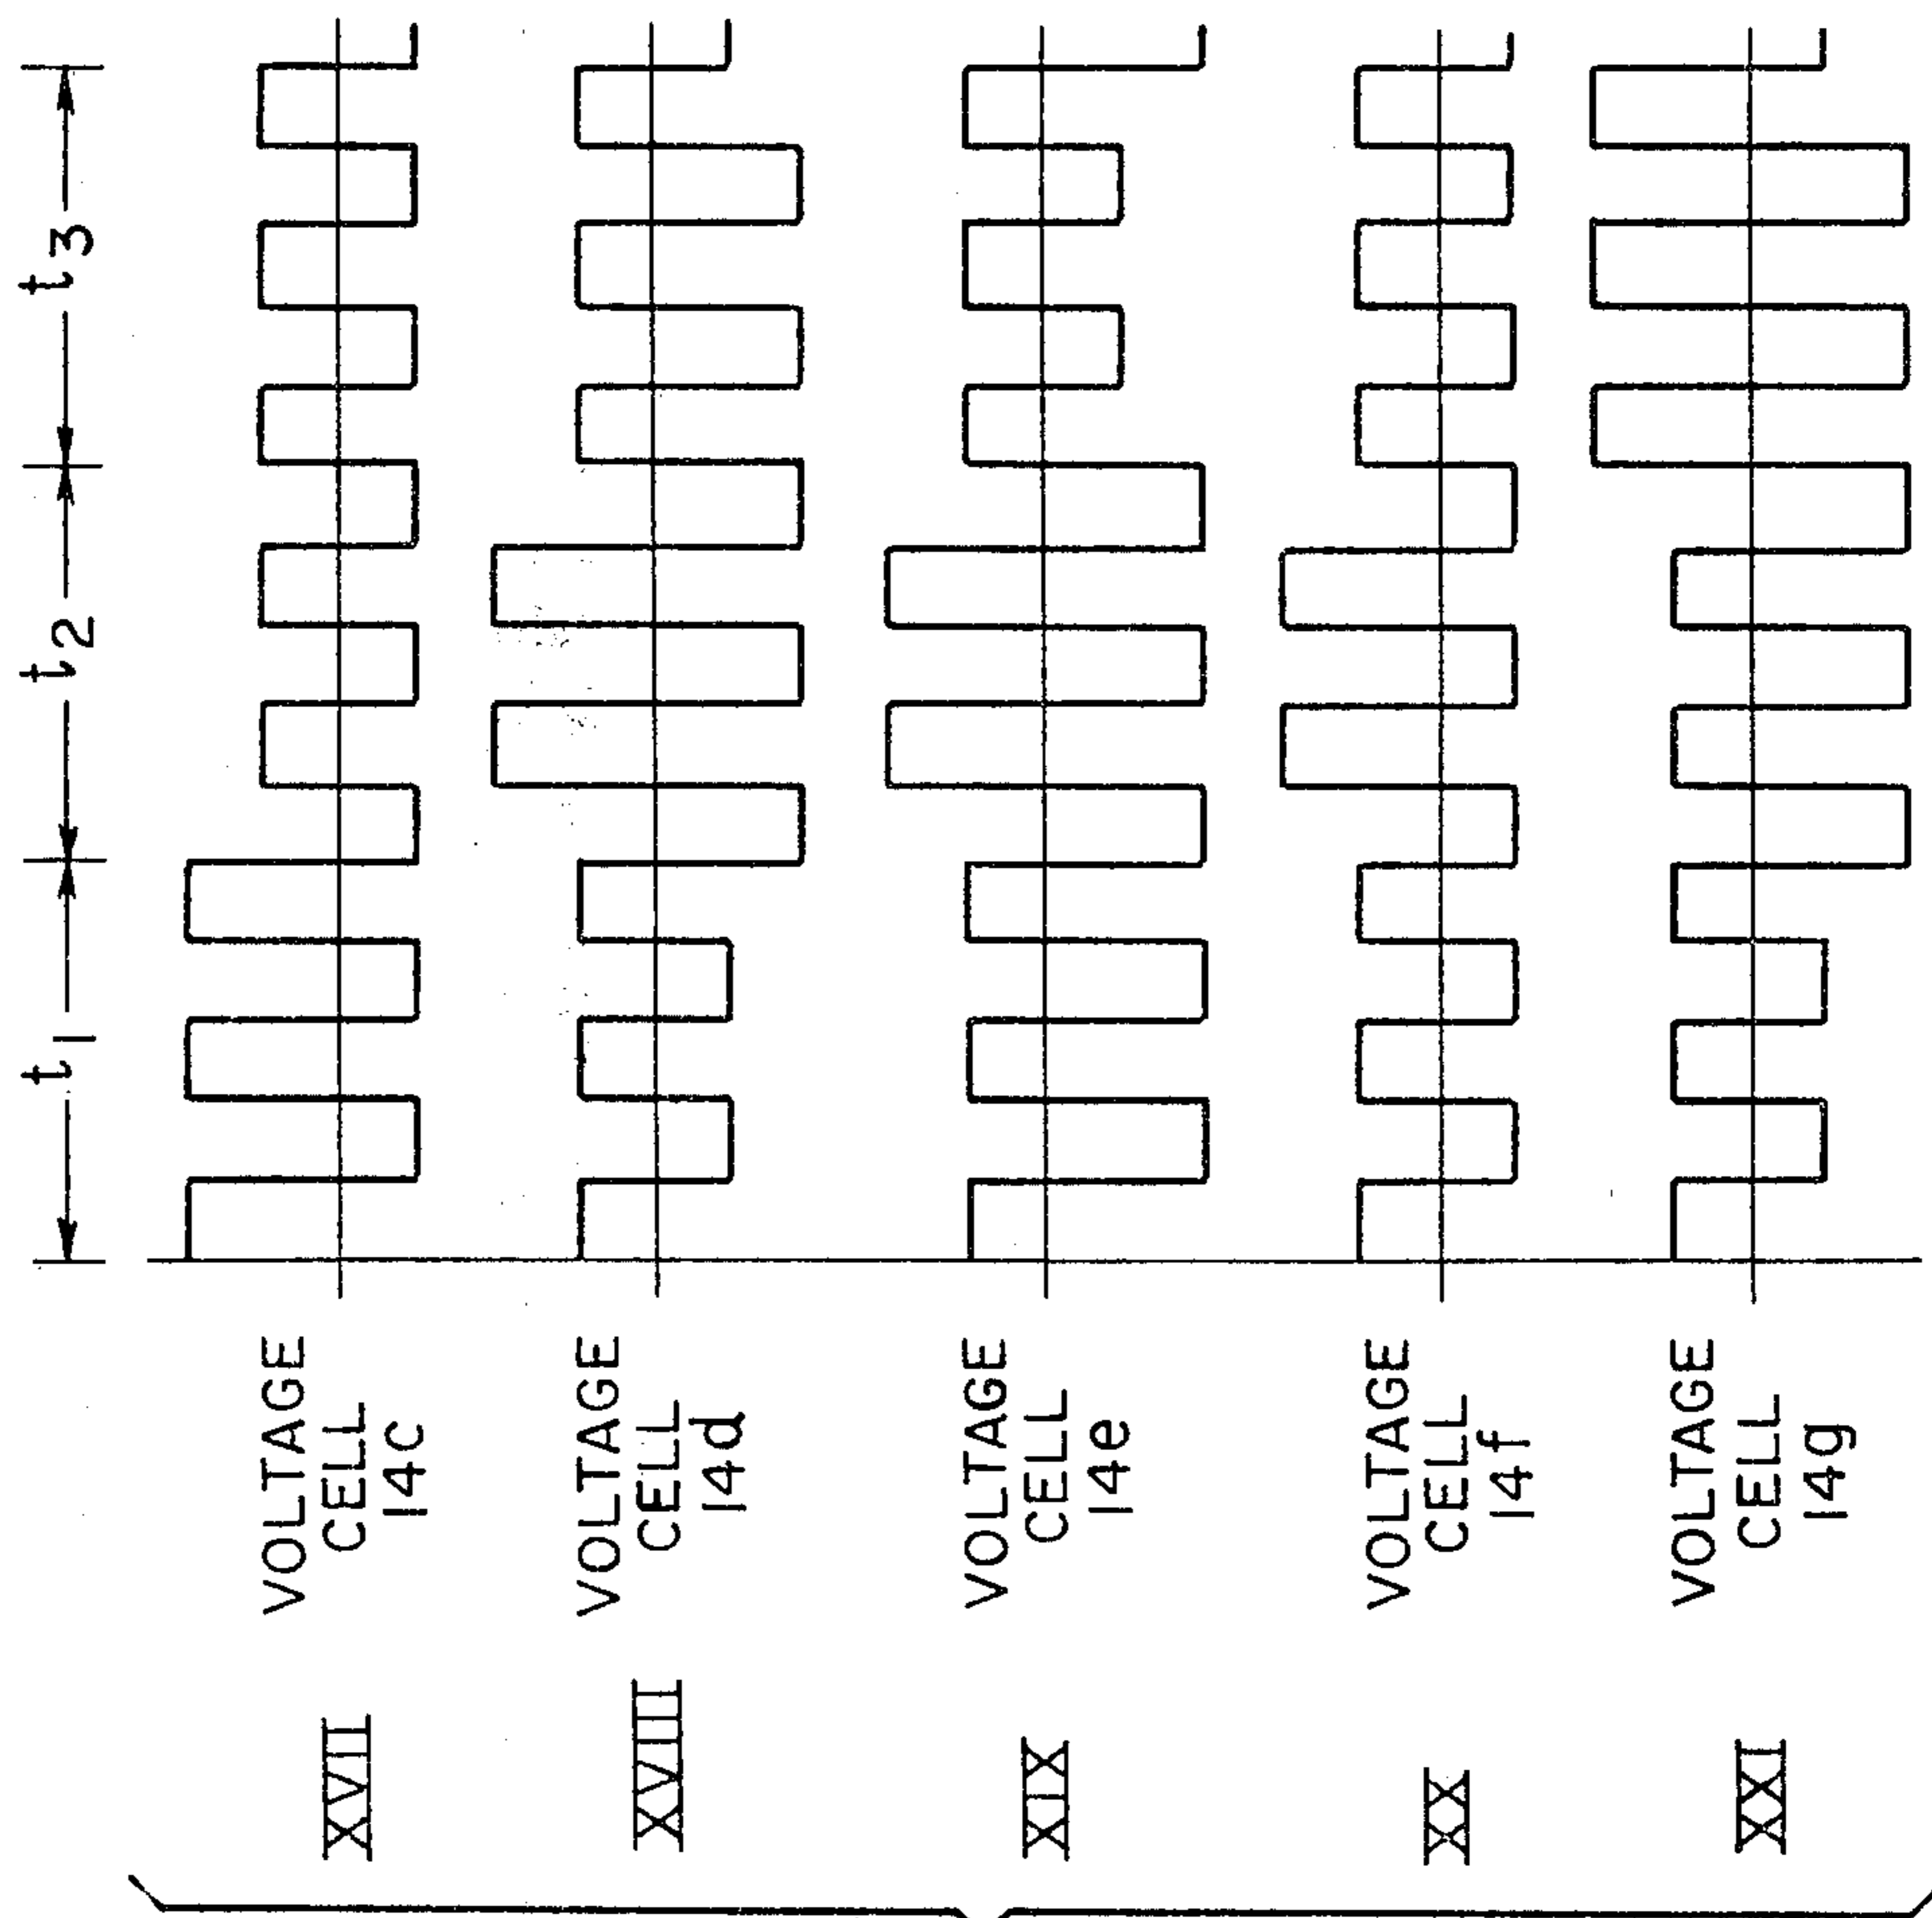 t1
t2
t3
XVII
VOLTAGE
CELL
14c
XVIII
VOLTAGE
CELL
14d
XIX
VOLTAGE
CELL
14e
XX
VOLTAGE
CELL
14f
XXI
VOLTAGE
CELL
14g